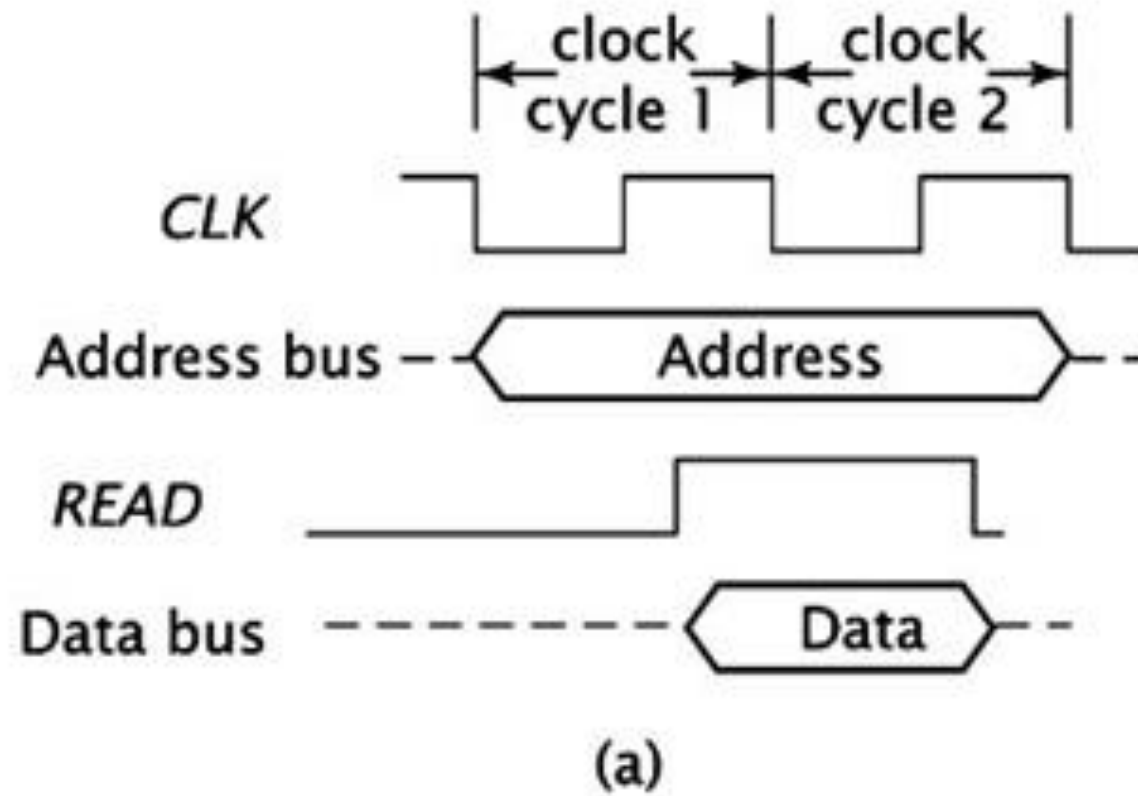 clock clock
cycle 1 cycle 2
CLK
Address bus Address
READ
Data bus Data
(a)